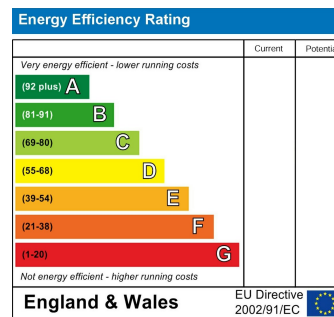 Energy Efficiency Rating
Current Potentia
Very energy efficient - lower running costs
(92 plus) A
(81-91) B
(69-80) C
(55-68) D
(39-54) E
(21-38) F
(1-20) G
Not energy efficient - higher running costs
England & Wales
EU Directive
2002/91/EC